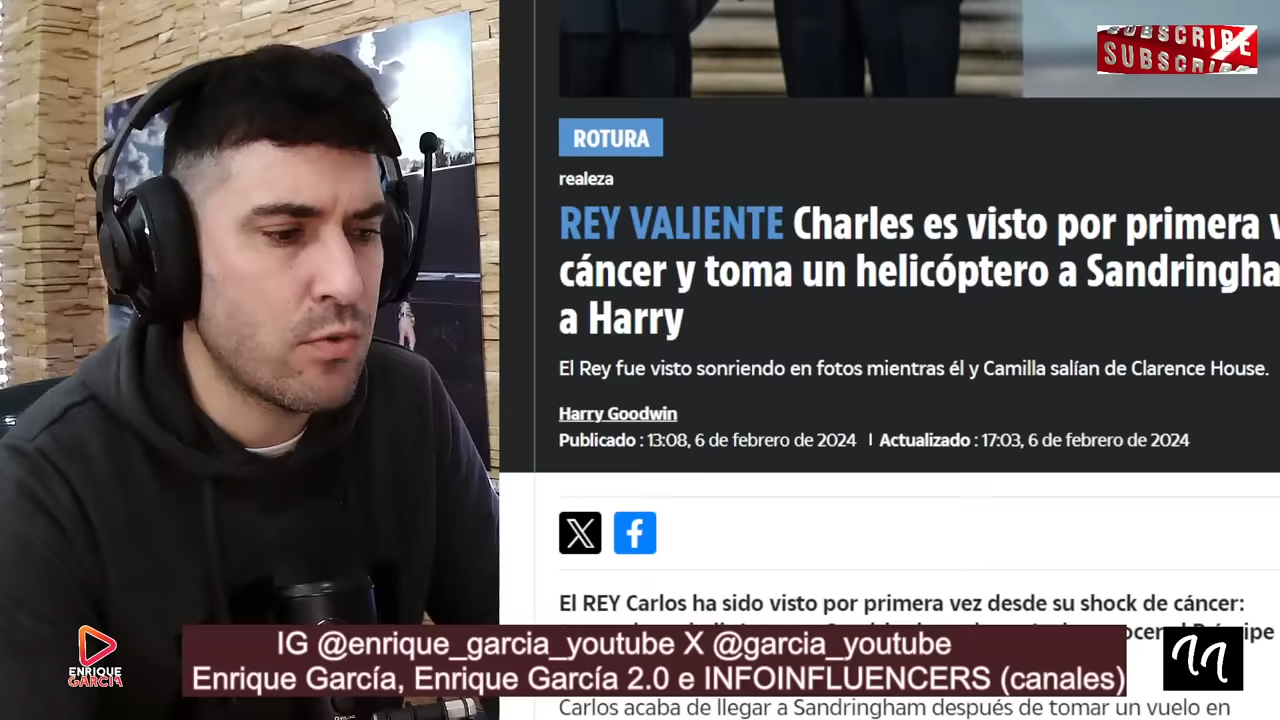 SUBSCRIBE
SUBSCRIBE
ROTURA
realeza
REY VALIENTE Charles es visto por primera
cáncer y toma un helicóptero a
a Harry
El Rey fue visto sonriendo en fotos mientras él y Camilla salían de Clarence House.
Harry Goodwin
Publicado : 13:08, 6 de febrero de 2024 I Actualizado : 17:03, 6 de febrero de 2024
El REY Carlos ha sido visto por primera vez desde su shock de cáncer:
IG @enrique_garcia_youtube X @garcia_youtube
Enrique García, Enrique García 2.0 e INFOINFLUENCERS (canales)
ENRIQUE
GARCIA
Carlos acaba de llegar a Sandringham después de tomar un vuelo en